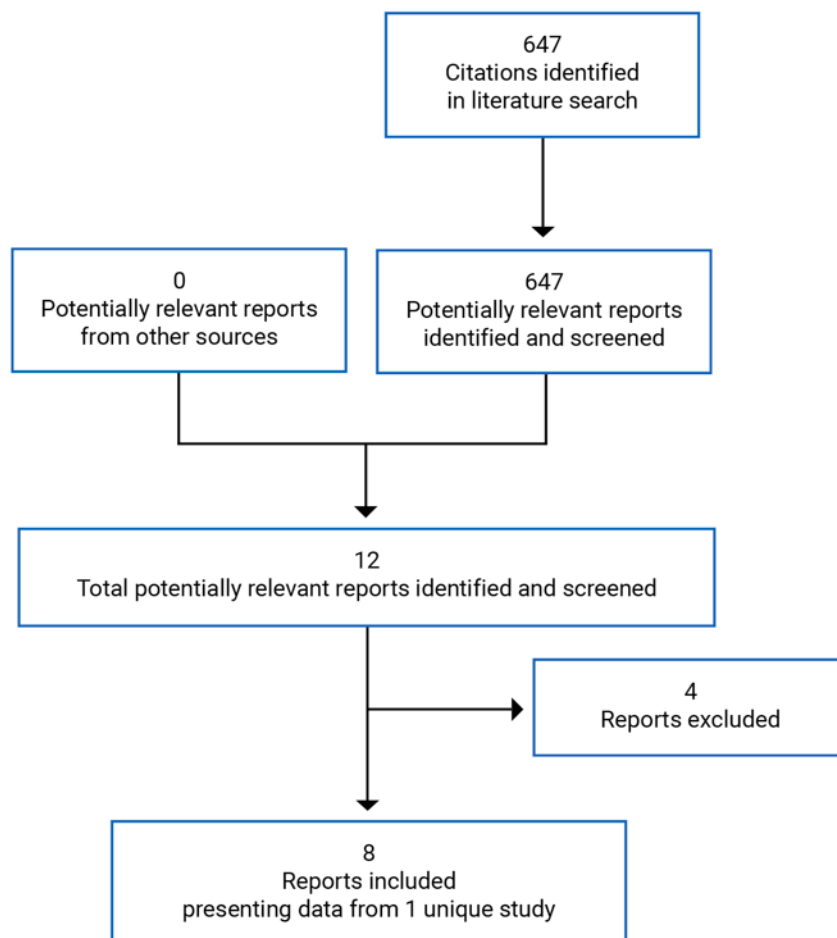 647
Citations identified
in literature search
0
Potentially relevant reports
from other sources
647
Potentially relevant reports
identified and screened
12
Total potentially relevant reports identified and screened
4
Reports excluded
8
Reports included
presenting data from 1 unique study